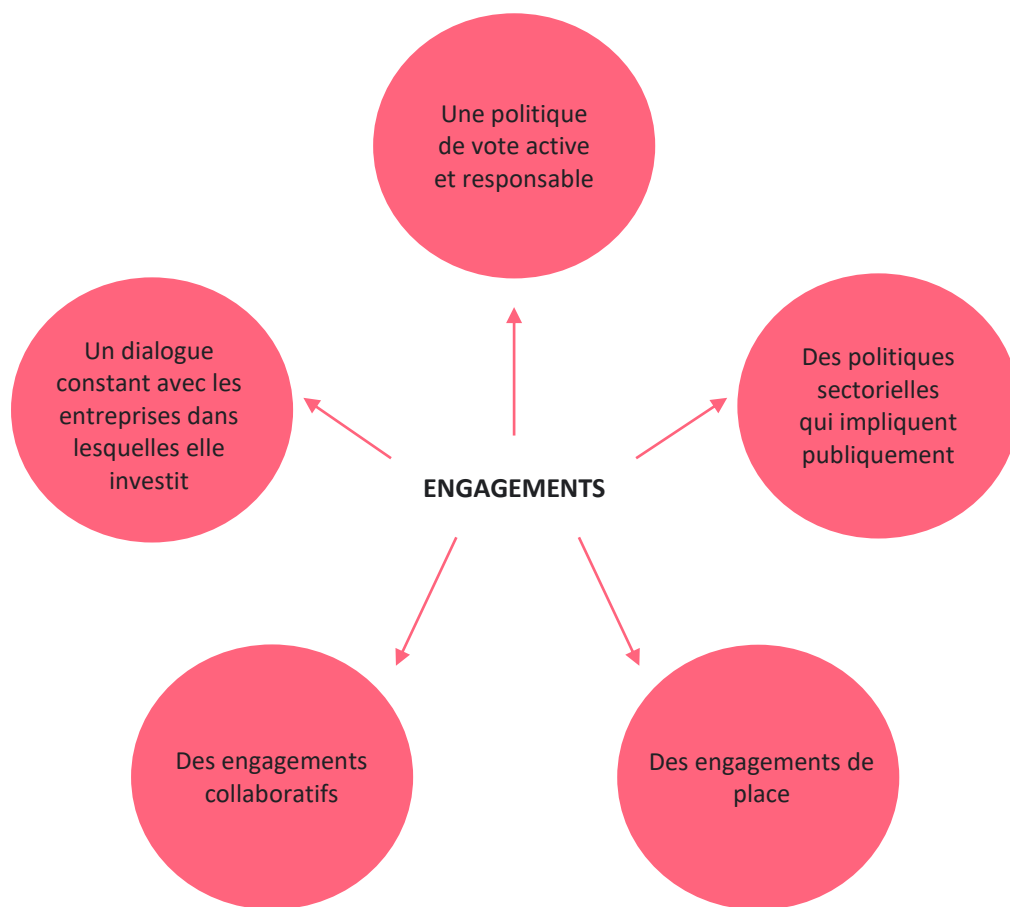 Une politique
de vote active
et responsable
Un dialogue
constant avec les
entreprises dans
lesquelles elle
investit
Des politiques
sectorielles
qui impliquent
publiquement
ENGAGEMENTS
Des engagements
collaboratifs
Des engagements de
place